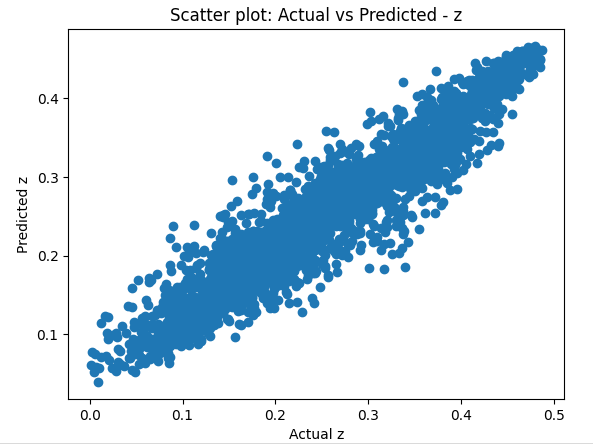 Scatter plot: Actual vs Predicted - z
Predicted z
0.4
0.3
0.2
0.1
0.0 0.1 0.2 0.3 0.4 0.5
Actual z